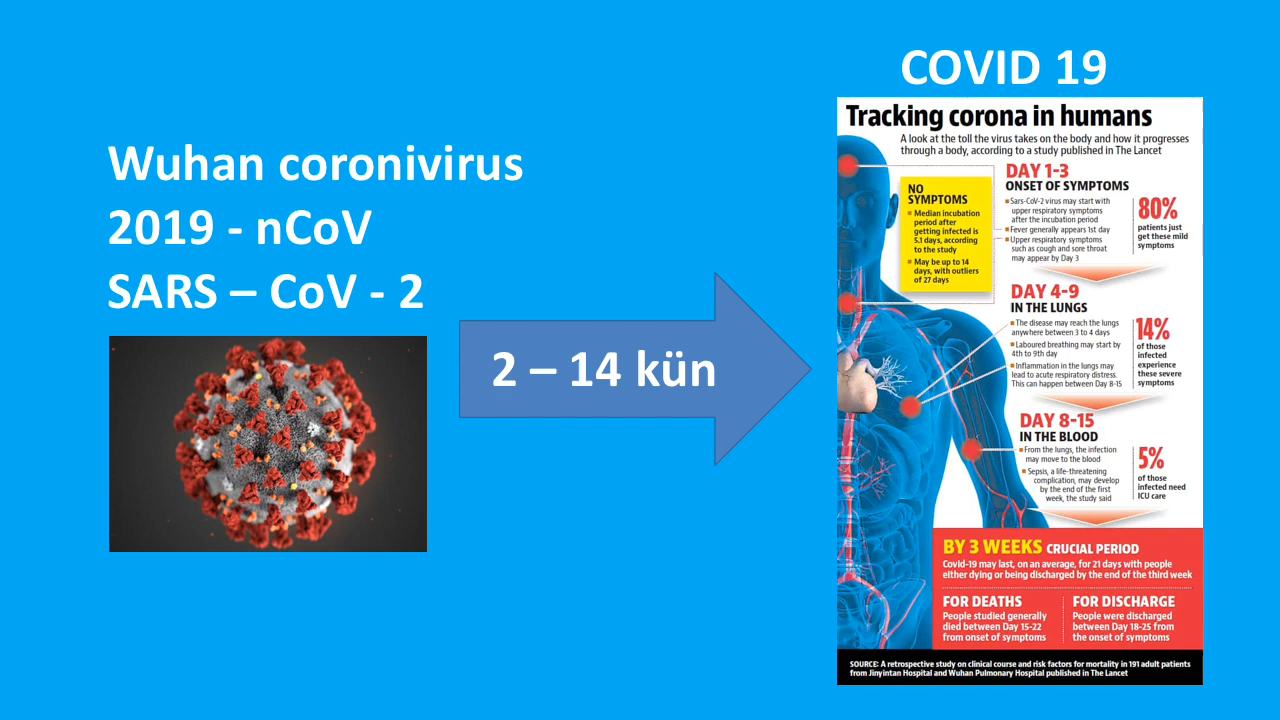 Wuhan coronivirus
2019 - nCoV
SARS – CoV - 2
2 – 14 kün
COVID 19
Tracking corona in humans
A look at the toll the virus takes on the body and how it progresses
through a body, according to a study published in The Lancet
NO
SYMPTOMS
Median incubation
period after
getting infected is
5.1 days, according
to the study
May be up to 14
days, with outliers
of 27 days
DAY 1-3
ONSET OF SYMPTOMS
Sars-CoV-2 virus may start with
upper respiratory symptoms
after the incubation period
Fever generally appears 1st day
Upper respiratory symptoms
such as cough and sore throat
may appear by Day 3
80%
patients just
get these mild
symptoms
DAY 4-9
IN THE LUNGS
The disease may reach the lungs
anywhere between 3 to 4 days
Laboured breathing may start by
4th to 9th day
Inflammation in the lungs may
lead to acute respiratory distress.
This can happen between Day 8-15
14%
of those
infected
experience
these severe
symptoms
DAY 8-15
IN THE BLOOD
From the lungs, the infection
may move to the blood
Sepsis, a life-threatening
complication, may develop
by the end of the first
week, the study said
5%
of those
infected need
ICU care
BY 3 WEEKS CRUCIAL PERIOD
Covid-19 may last, on an average, for 21 days with people
either dying or being discharged by the end of the third week
FOR DEATHS
People studied generally
died between Day 15-22
from onset of symptoms
FOR DISCHARGE
People were discharged
between Day 18-25 from
the onset of symptoms
SOURCE: A retrospective study on clinical course and risk factors for mortality in 191 adult patients
from Jinyintan Hospital and Wuhan Pulmonary Hospital published in The Lancet